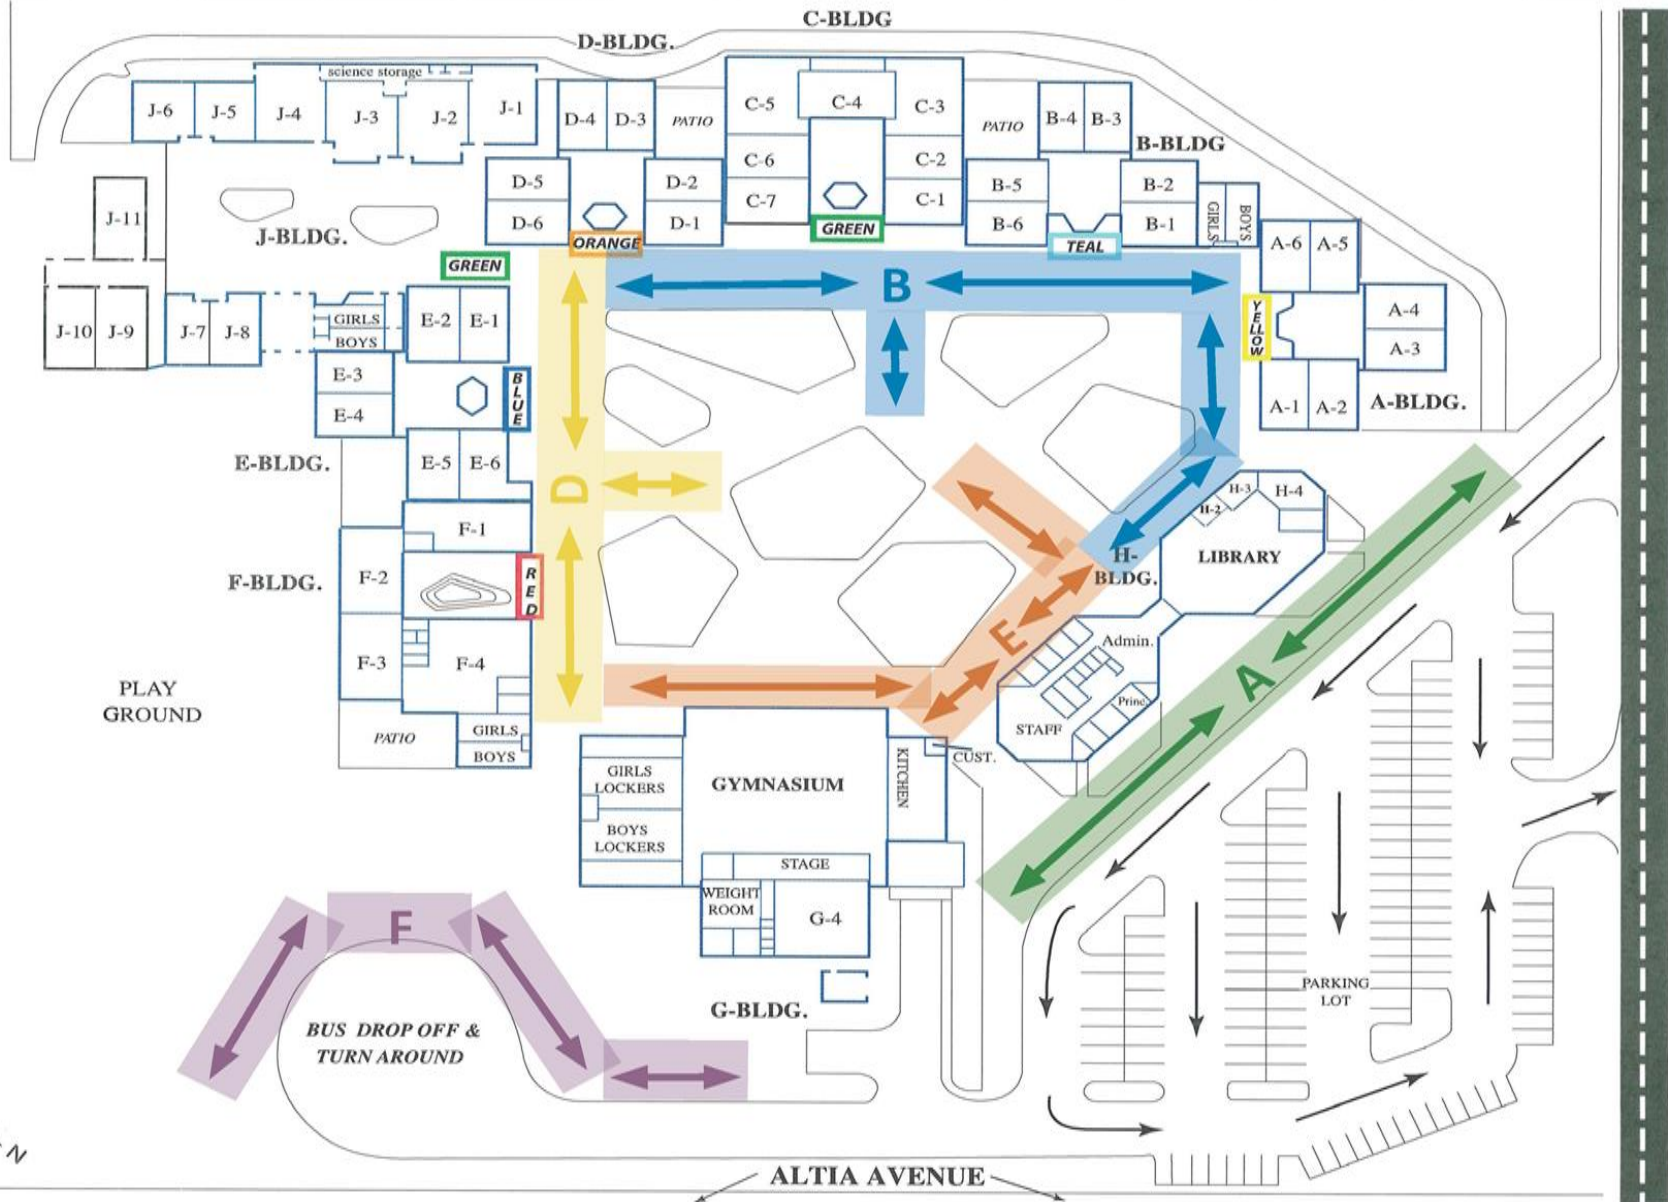 C-BLDG
D-BLDG.
science storage
J-6
J-5
J-4
J-3
J-2
J-1
D-4
D-3
PATIO
C-5
C-4
C-3
PATIO
B-4
B-3
B-BLDG
C-6
C-2
D-5
D-2
B-5
B-2
C-7
C-1
D-6
D-1
B-6
B-1
GIRLS
BOYS
J-11
J-BLDG.
GREEN
ORANGE
GREEN
TEAL
A-6
A-5
B
YELLOW
A-4
A-3
J-10
J-9
J-7
J-8
GIRLS
BOYS
E-2
E-1
E-3
E-4
BLUE
A-1
A-2
A-BLDG.
E-BLDG.
E-5
E-6
D
H-3
H-4
H-2
F-1
H-
BLDG.
LIBRARY
F-BLDG.
F-2
RED
E
Admin.
F-3
F-4
A
PLAY
GROUND
Princ.
STAFF
PATIO
GIRLS
BOYS
CUST.
GIRLS
LOCKERS
GYMNASIUM
KITCHEN
BOYS
LOCKERS
STAGE
WEIGHT
ROOM
G-4
F
PARKING
LOT
G-BLDG.
BUS DROP OFF &
TURN AROUND
N
ALTIA AVENUE